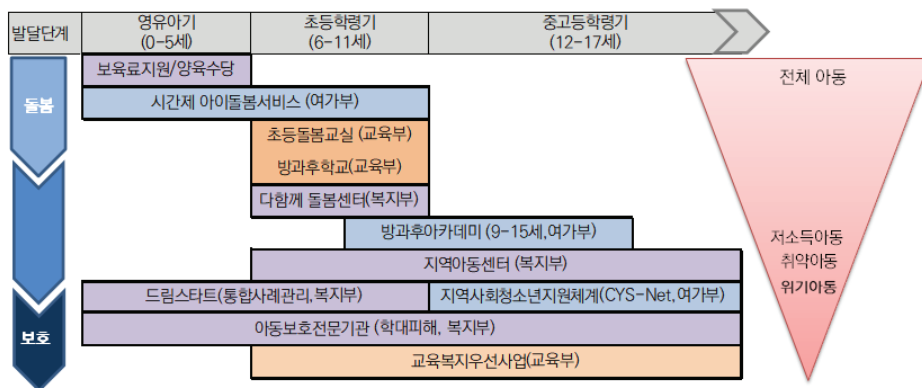 발달단계
영유아기
(0-5세)
초등학령기
(6-11세)
중고등학령기
(12-17세)
돌봄
보육료지원/양육수당
시간제 아이돌봄서비스 (여가부)
초등돌봄교실 (교육부)
방과후학교(교육부)
다함께 돌봄센터(복지부)
방과후아카데미 (9-15세,여가부)
지역아동센터 (복지부)
드림스타트(통합사례관리,복지부)
지역사회청소년지원체계(CYS-Net,여가부)
아동보호전문기관 (학대피해, 복지부)
교육복지우선사업(교육부)
보호
전체 아동
저소득아동
취약아동
위기아동